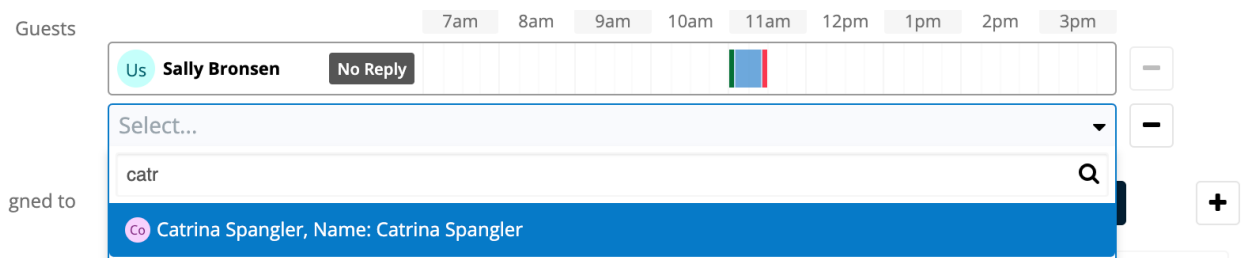 Guests
7am 8am 9am 10am 11am 12pm 1pm 2pm 3pm
Us Sally Bronsen No Reply
Select...
catr
gned to
Co Catrina Spangler, Name: Catrina Spangler